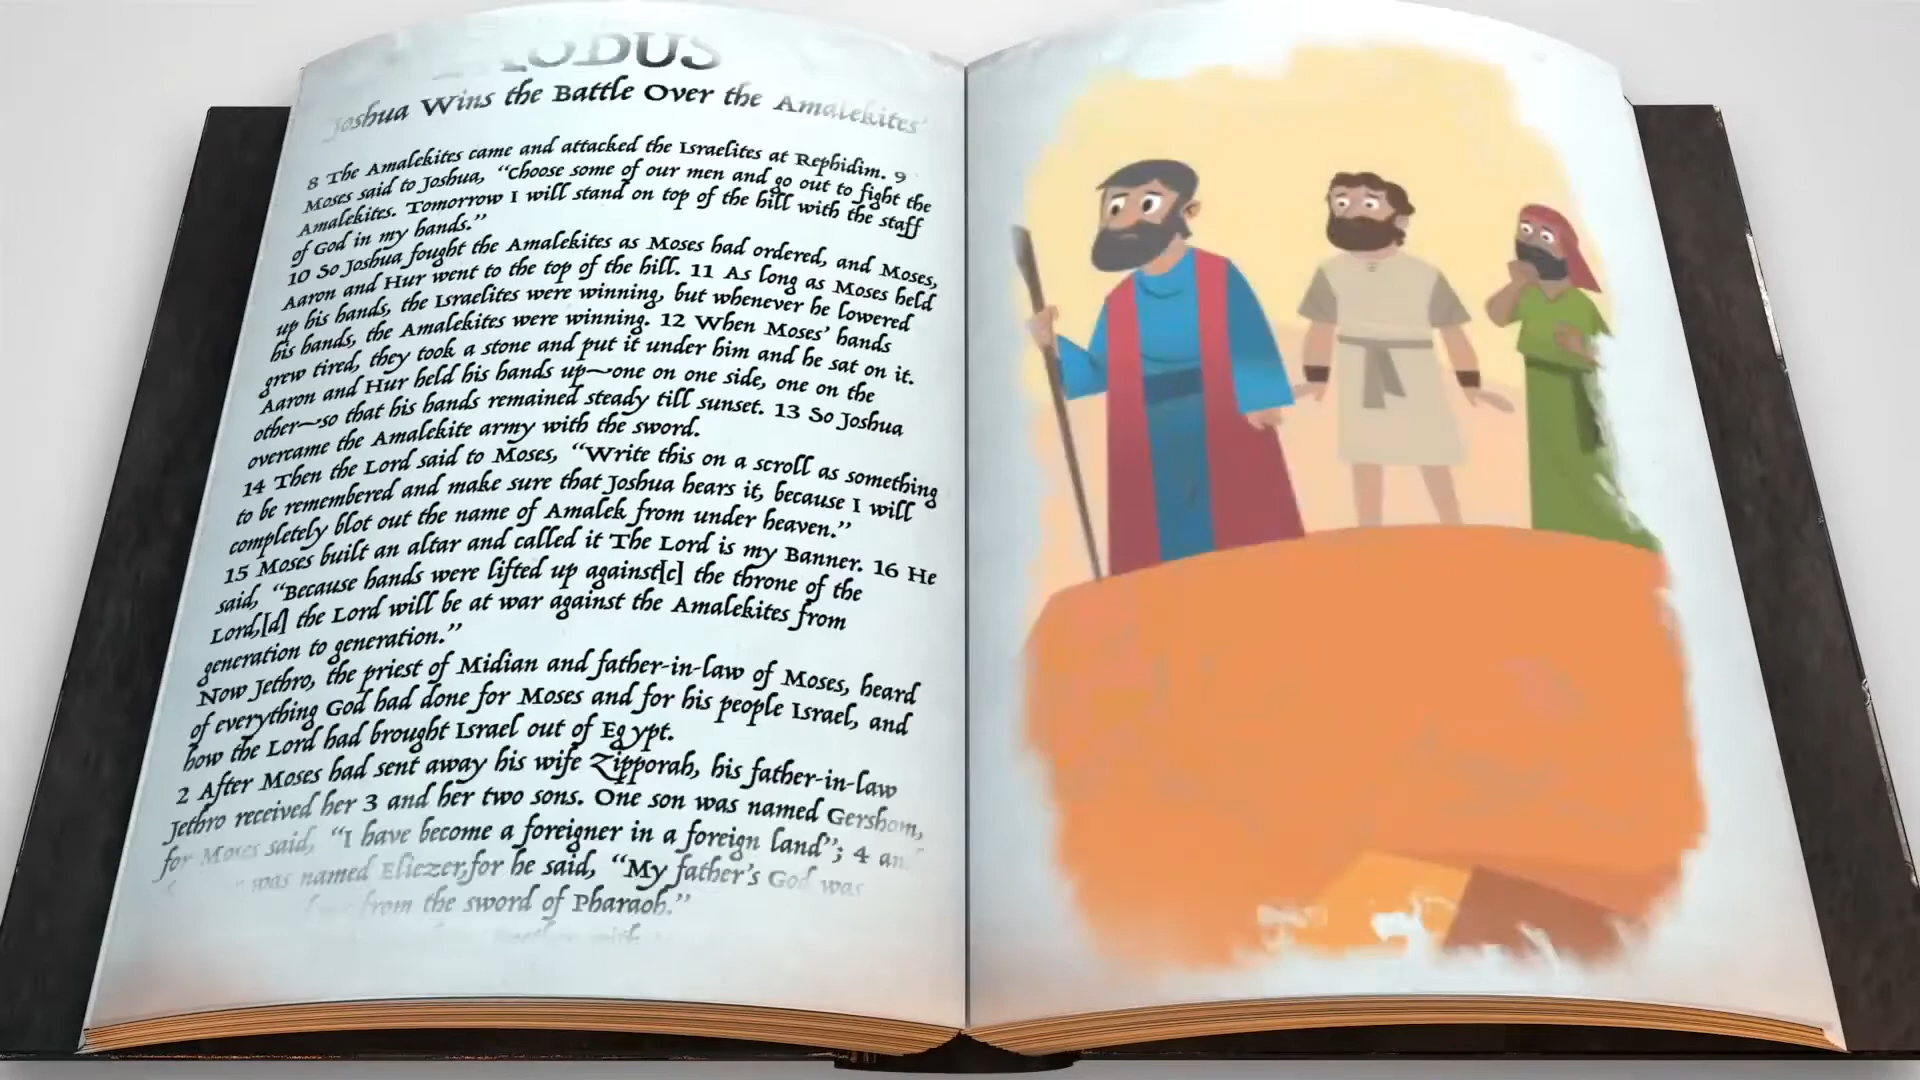 EXODUS
Joshua Wins the Battle Over the Amalekites'
8 The Amalekites came and attacked the Israelites at Rephidim. 9
Moses said to Joshua, “Choose some of our men and go out to fight the
Amalekites. Tomorrow I will stand on top of the hill with the staff
of God in my hands.”
10 So Joshua fought the Amalekites as Moses had ordered, and Moses,
Aaron and Hur went to the top of the hill. 11 As long as Moses held
up his hands, the Israelites were winning, but whenever he lowered
his hands, the Amalekites were winning. 12 When Moses’ hands
grew tired, they took a stone and put it under him and he sat on it.
Aaron and Hur held his hands up—one on one side, one on the
other—so that his hands remained steady till sunset. 13 So Joshua
overcame the Amalekite army with the sword.
14 Then the Lord said to Moses, “Write this on a scroll as something
to be remembered and make sure that Joshua hears it, because I will
completely blot out the name of Amalek from under heaven.”
15 Moses built an altar and called it The Lord is my Banner. 16 He
said, “Because hands were lifted up against[c] the throne of the
Lord,[d] the Lord will be at war against the Amalekites from
generation to generation.”
Now Jethro, the priest of Midian and father-in-law of Moses, heard
of everything God had done for Moses and for his people Israel, and
how the Lord had brought Israel out of Egypt.
2 After Moses had sent away his wife Zipporah, his father-in-law
Jethro received her 3 and her two sons. One son was named Gershom,
for Moses said, “I have become a foreigner in a foreign land”; 4 and
was named Eliezer,for he said, “My father’s God was
from the sword of Pharaoh.”